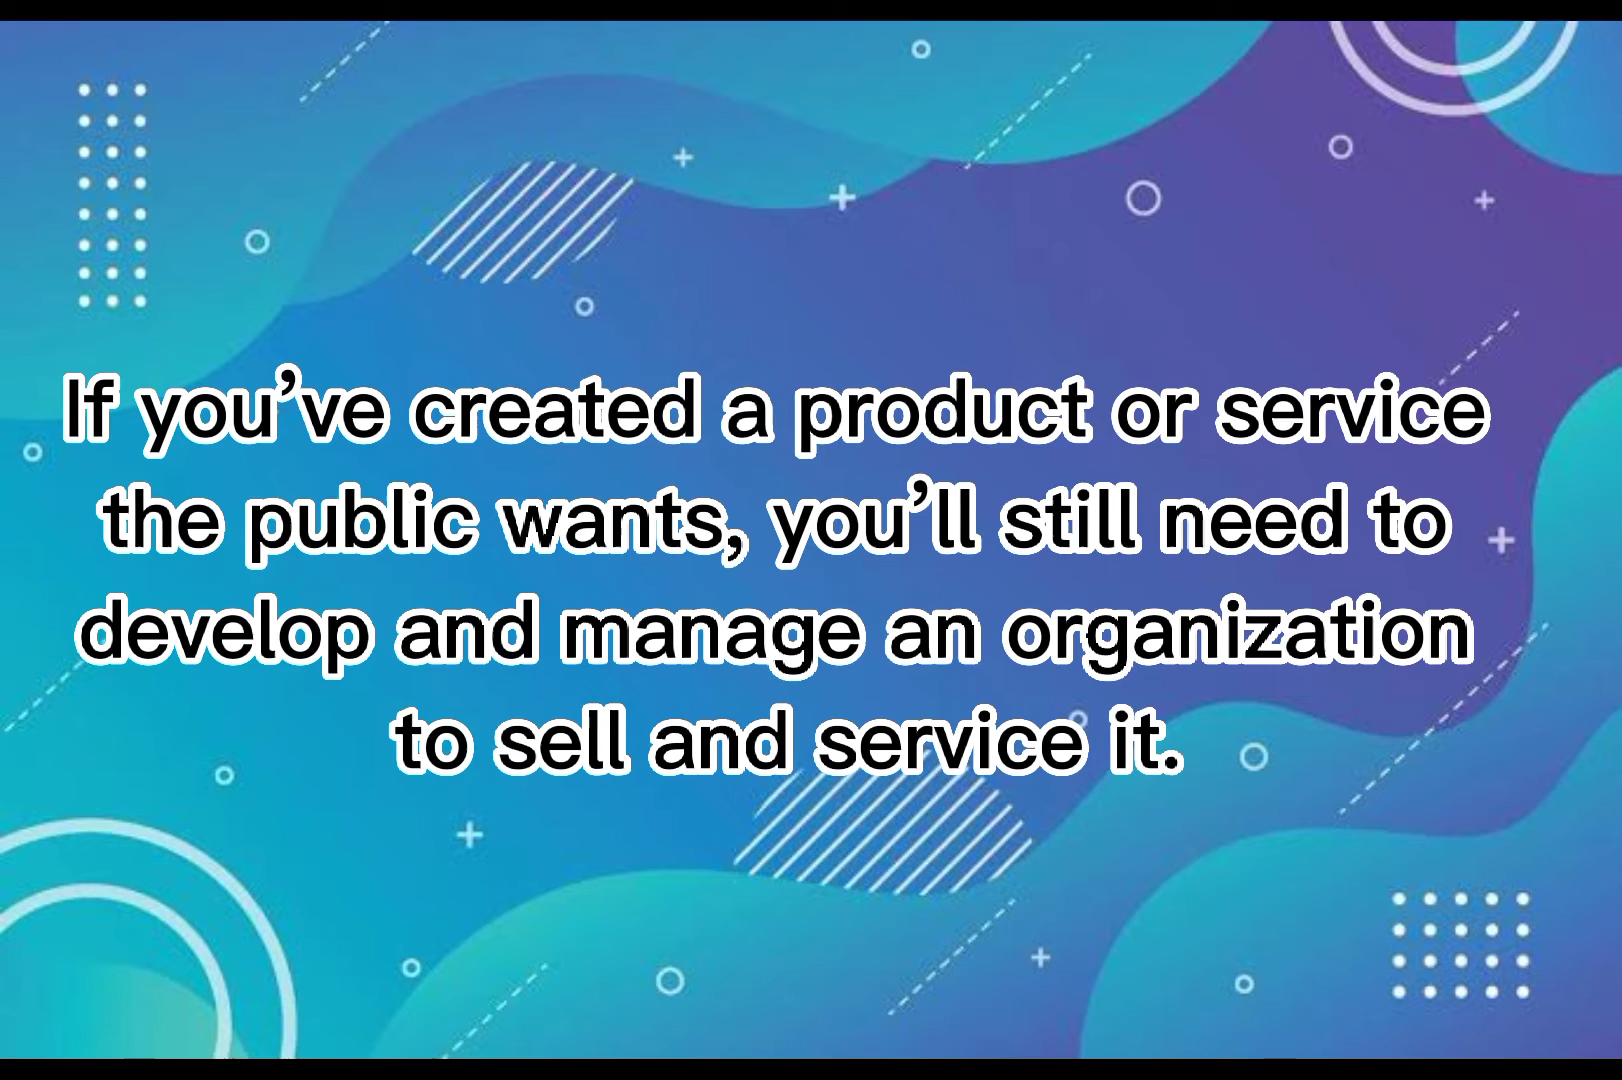 If you’ve created a product or service
the public wants, you’ll still need to
develop and manage an organization
to sell and service it.